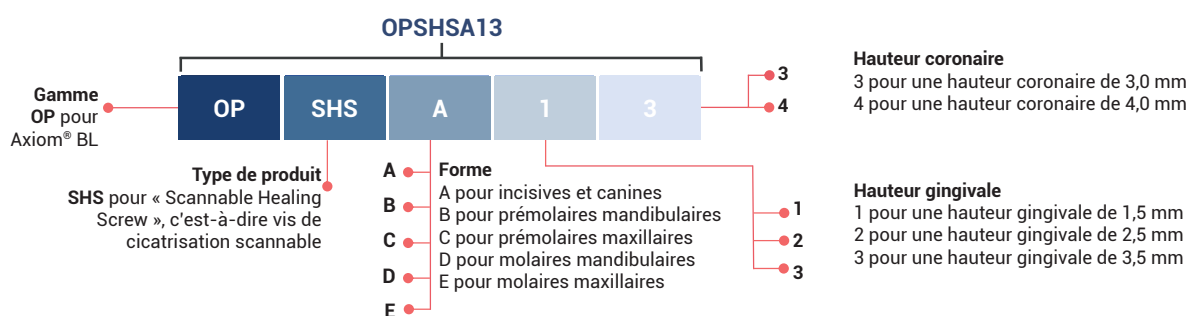 OPSHSA13
Gamme
OP pour
Axiom® BL
OP
SHS
A
1
3
3
4
Hauteur coronaire
3 pour une hauteur coronaire de 3,0 mm
4 pour une hauteur coronaire de 4,0 mm
Type de produit
SHS pour « Scannable Healing
Screw », c'est-à-dire vis de
cicatrisation scannable
A
B
C
D
E
Forme
A pour incisives et canines
B pour prémolaires mandibulaires
C pour prémolaires maxillaires
D pour molaires mandibulaires
E pour molaires maxillaires
1
2
3
Hauteur gingivale
1 pour une hauteur gingivale de 1,5 mm
2 pour une hauteur gingivale de 2,5 mm
3 pour une hauteur gingivale de 3,5 mm